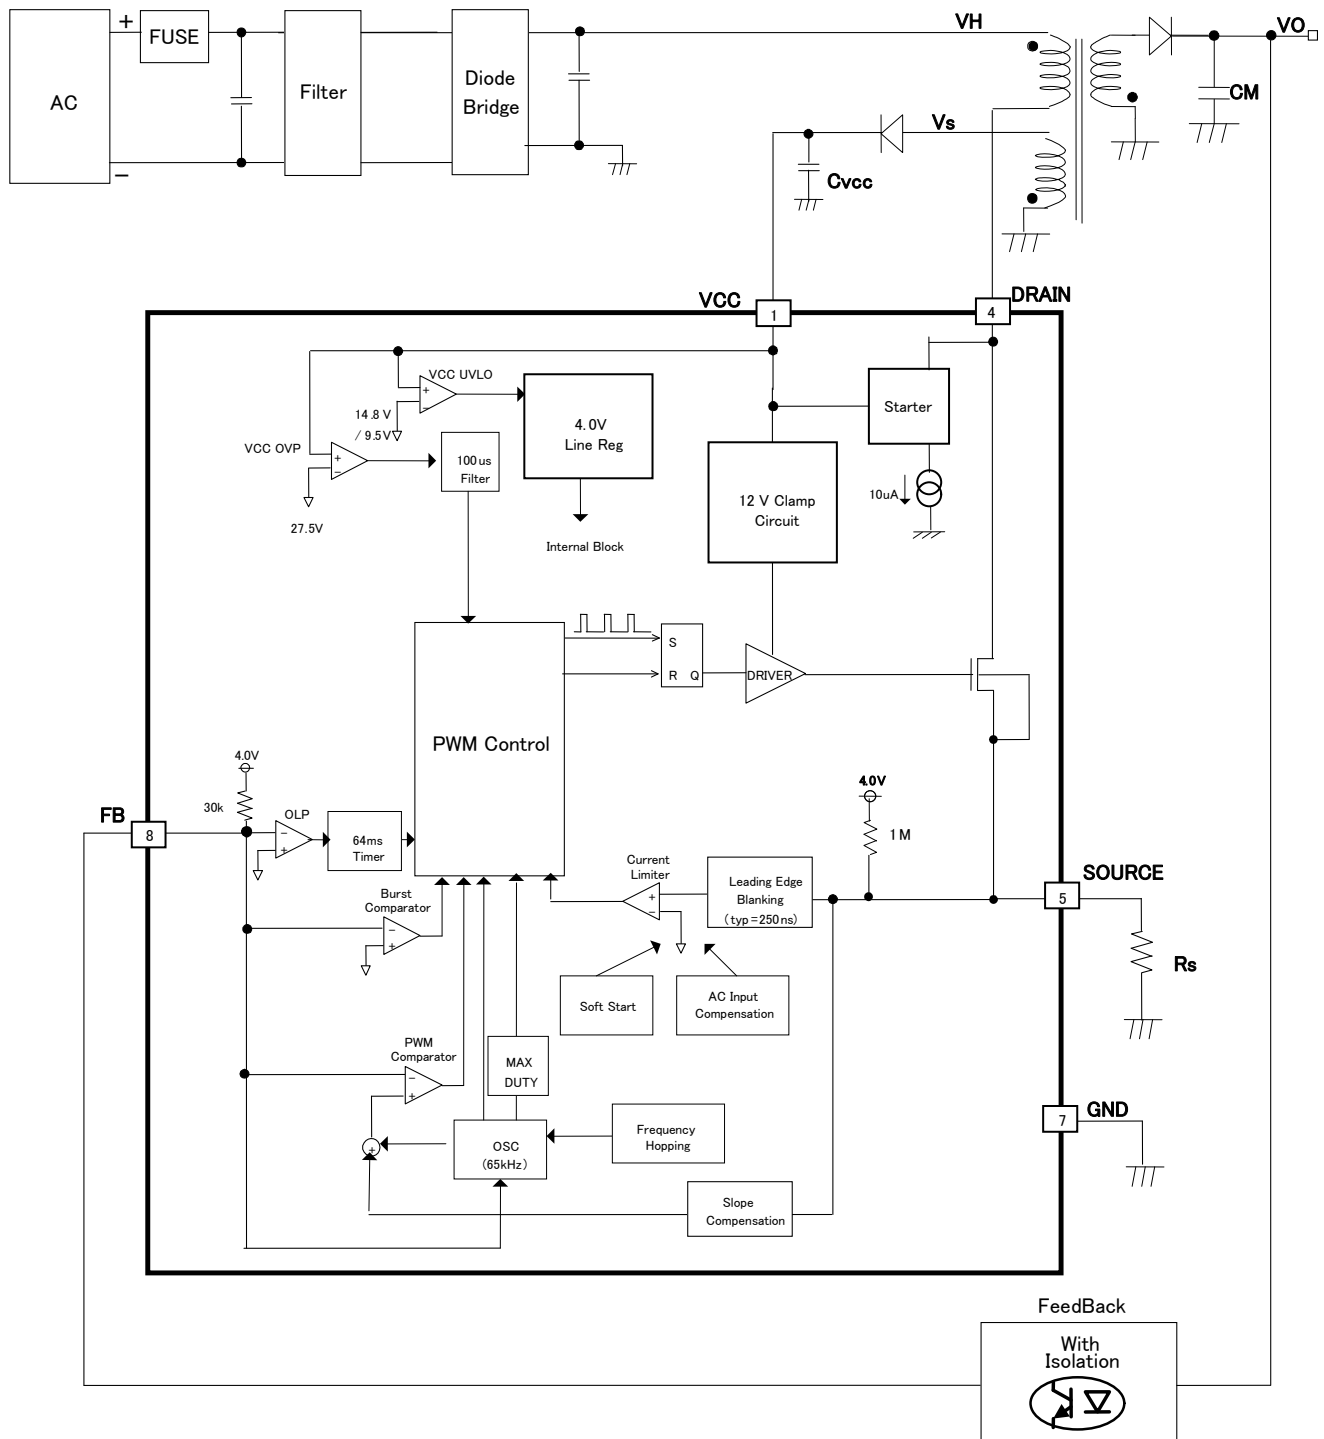 +
FUSE
AC
Filter
Diode
Bridge
−
VH
VO
CM
Vs
Cvcc
VCC
1
DRAIN
4
VCC UVLO
14.8 V
/ 9.5V
4.0V
Line Reg
Starter
VCC OVP
100us
Filter
27.5V
Internal Block
12 V Clamp
Circuit
10uA
S
R Q
DRIVER
PWM Control
4.0V
30k
FB
8
OLP
64ms
Timer
4.0V
1M
Current
Limiter
Leading Edge
Blanking
(typ=250ns)
SOURCE
5
Rs
Burst
Comparator
Soft Start
AC Input
Compensation
PWM
Comparator
MAX
DUTY
OSC
(65kHz)
Frequency
Hopping
7
GND
Slope
Compensation
FeedBack
With
Isolation